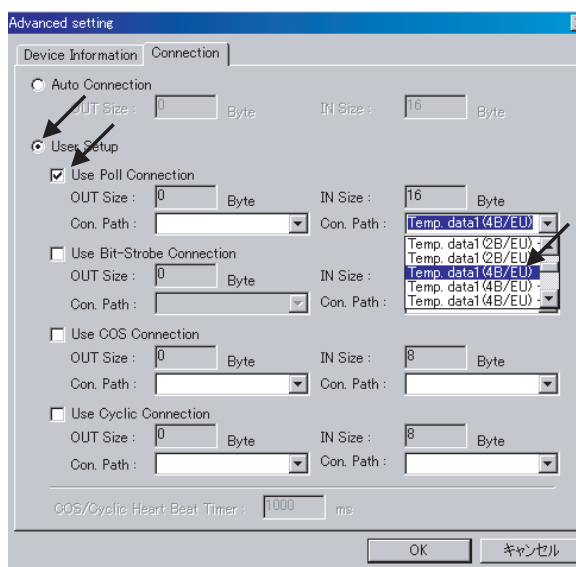 Advanced setting
Device Information Connection
Auto Connection
OUT Size : 0 Byte IN Size : 16 Byte
User Setup
Use Poll Connection
OUT Size : 0 Byte IN Size : 16 Byte
Con. Path : Con. Path : Temp. data1(4B/EU)
Temp. data1(2B/EU) -
Temp. data1(2B/EU) -
Temp. data1(4B/EU)
Temp. data1(4B/EU) -
Temp. data1(4B/EU) -
Use Bit-Strobe Connection
OUT Size : 0 Byte IN Size :
Con. Path : Con. Path :
Use COS Connection
OUT Size : 0 Byte IN Size : 8 Byte
Con. Path : Con. Path :
Use Cyclic Connection
OUT Size : 0 Byte IN Size : 8 Byte
Con. Path : Con. Path :
COS/Cyclic Heart Beat Timer : 1000 ms
OK キャンセル